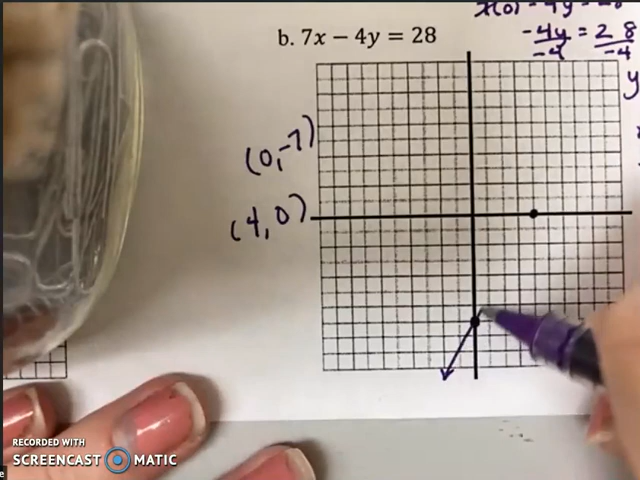 -4y = 28
-4 -4
b. 7x − 4y = 28
y
(0,-7)
(4,0)
RECORDED WITH
SCREENCAST MATIC